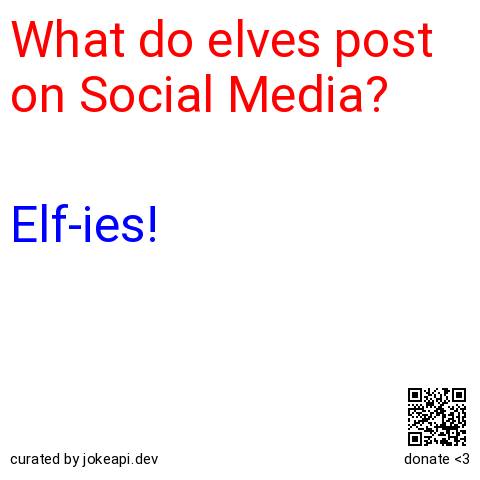 What do elves post
on Social Media?
Elf-ies!
curated by jokeapi.dev
donate <3